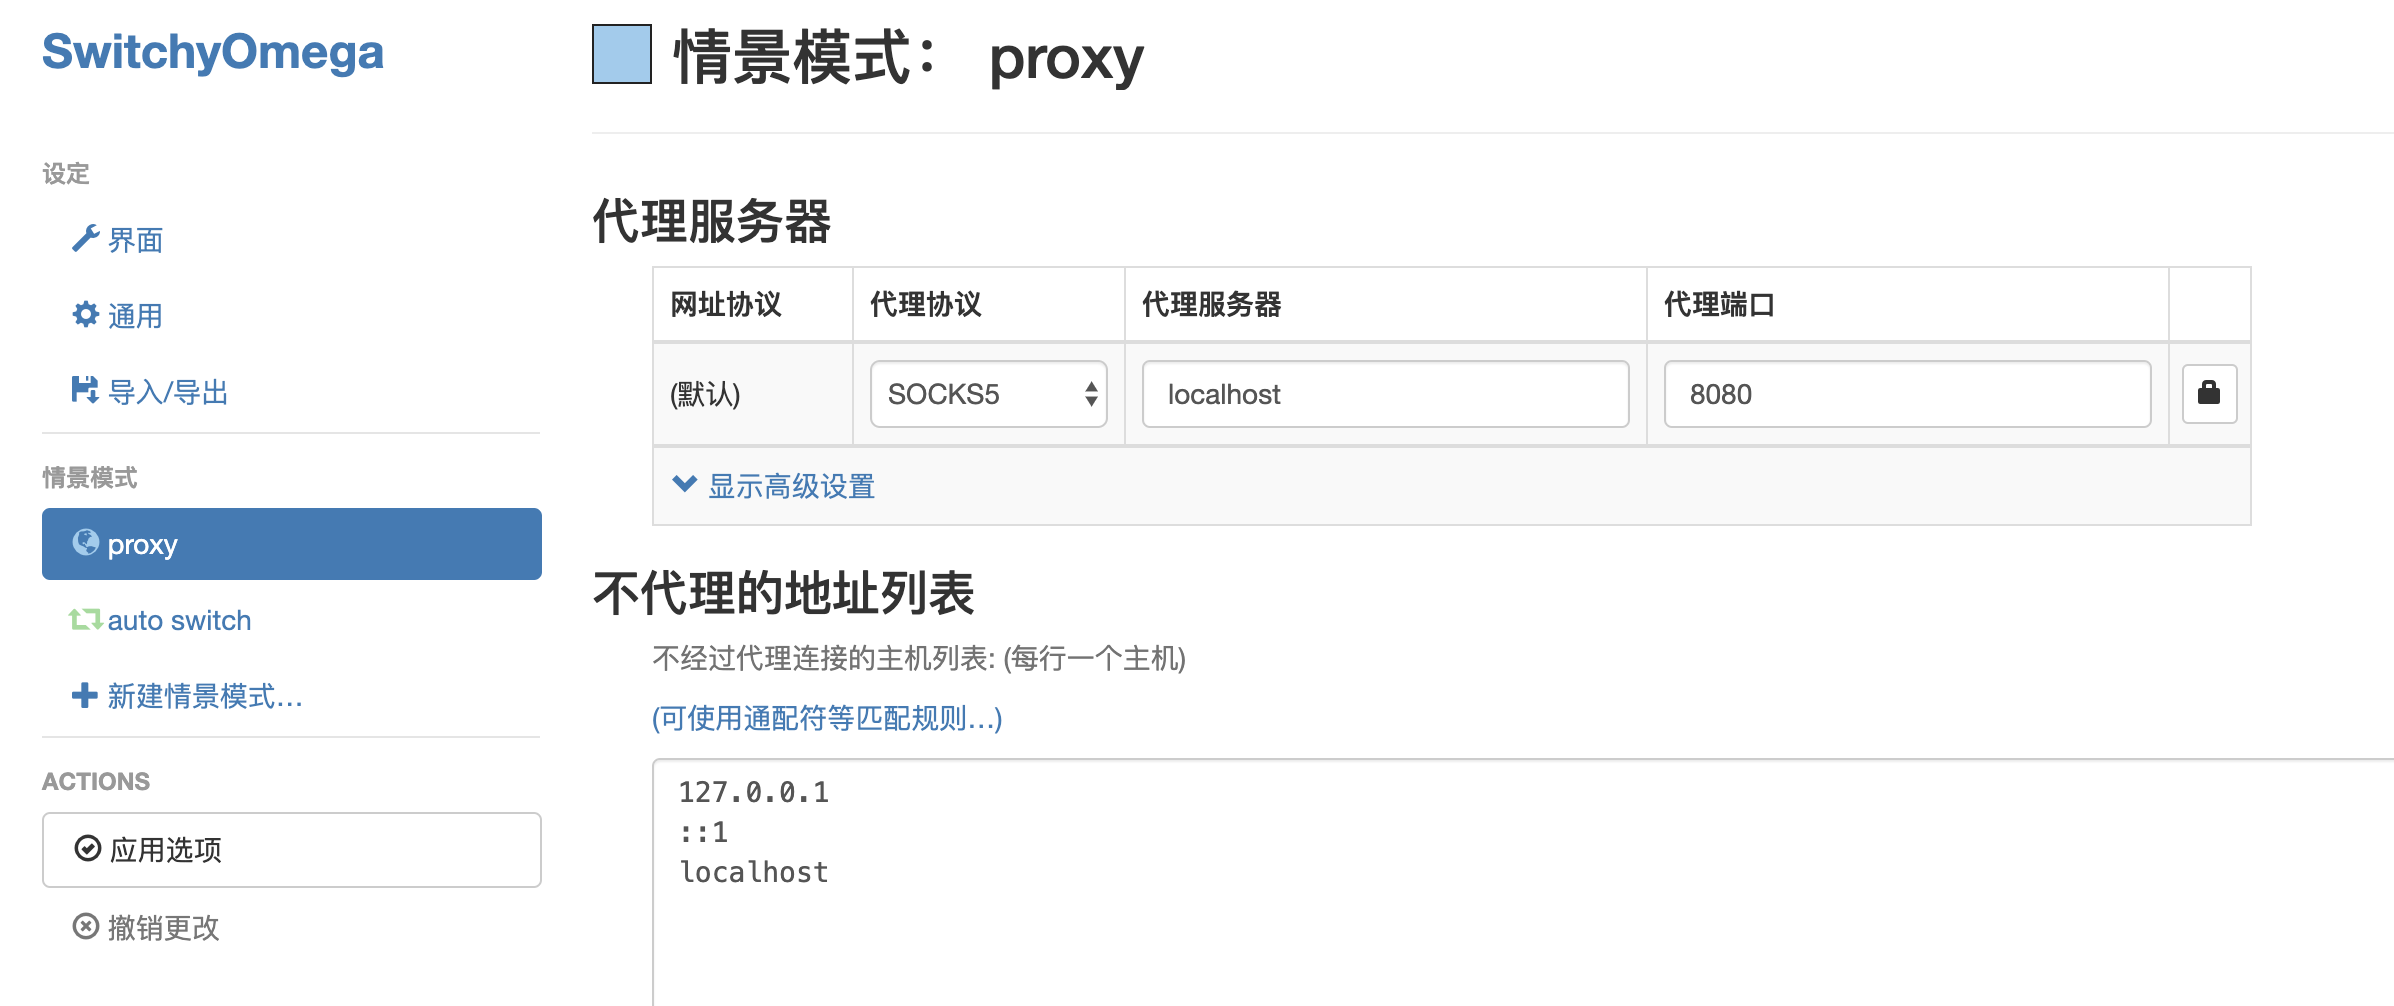 SwitchyOmega
设定
界面
通用
导入/导出
情景模式
proxy
auto switch
新建情景模式...
ACTIONS
应用选项
撤销更改
情景模式： proxy
代理服务器
网址协议 代理协议 代理服务器 代理端口
(默认) SOCKS5 localhost 8080
显示高级设置
不代理的地址列表
不经过代理连接的主机列表: (每行一个主机)
(可使用通配符等匹配规则...)
127.0.0.1
::1
localhost